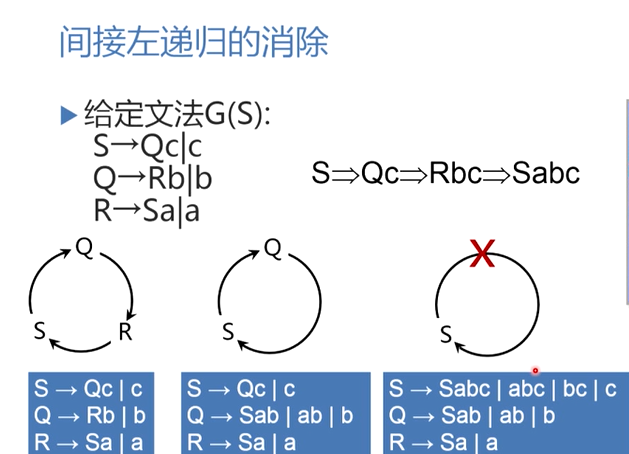 间接左递归的消除
▶ 给定文法G(S):
S→Qc|c
Q→Rb|b
R→Sa|a
S⇒Qc⇒Rbc⇒Sabc
Q
S
R
Q
S
X
S
S → Qc | c
Q → Rb | b
R → Sa | a
S → Qc | c
Q → Sab | ab | b
R → Sa | a
S → Sabc | abc | bc | c
Q → Sab | ab | b
R → Sa | a